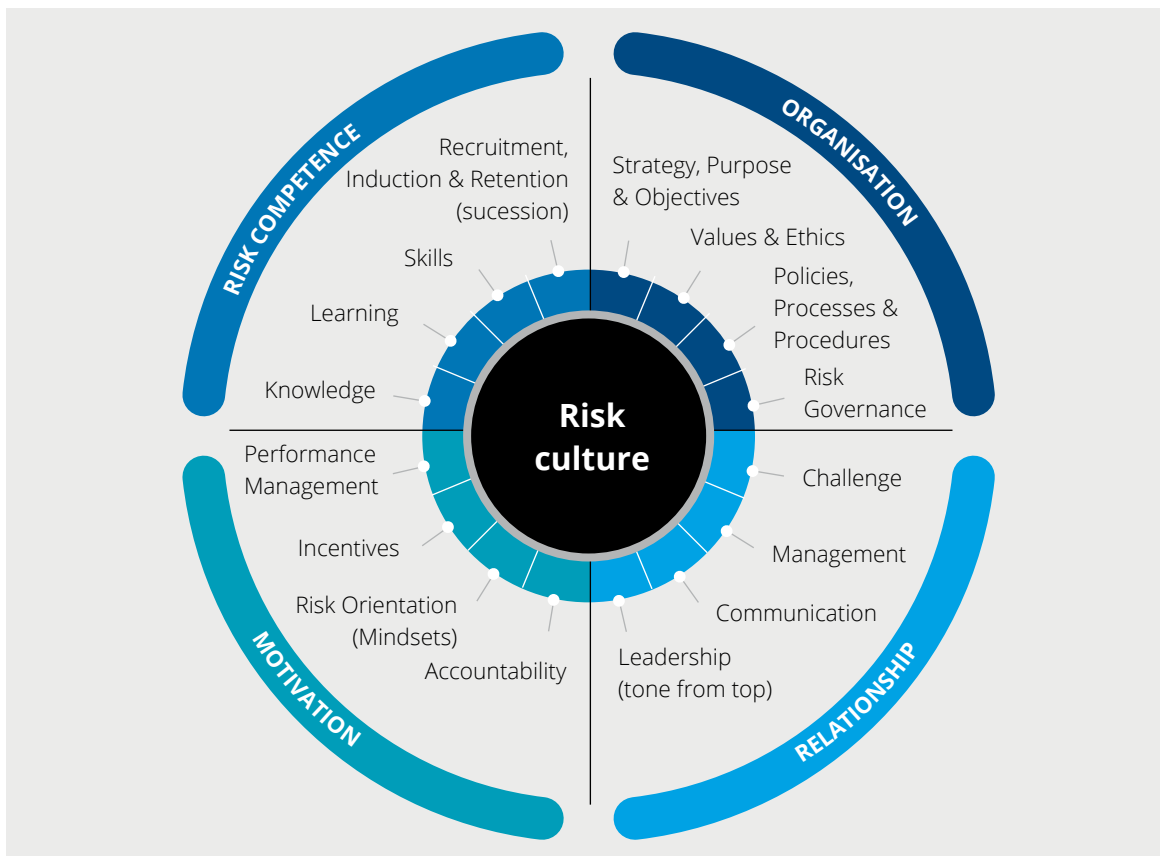 RISK COMPETENCE
Recruitment,
Induction & Retention
(sucession)
Skills
Learning
Knowledge
ORGANISATION
Strategy, Purpose
& Objectives
Values & Ethics
Policies,
Processes &
Procedures
Risk
Governance
Risk
culture
MOTIVATION
Performance
Management
Incentives
Risk Orientation
(Mindsets)
Accountability
RELATIONSHIP
Challenge
Management
Communication
Leadership
(tone from top)